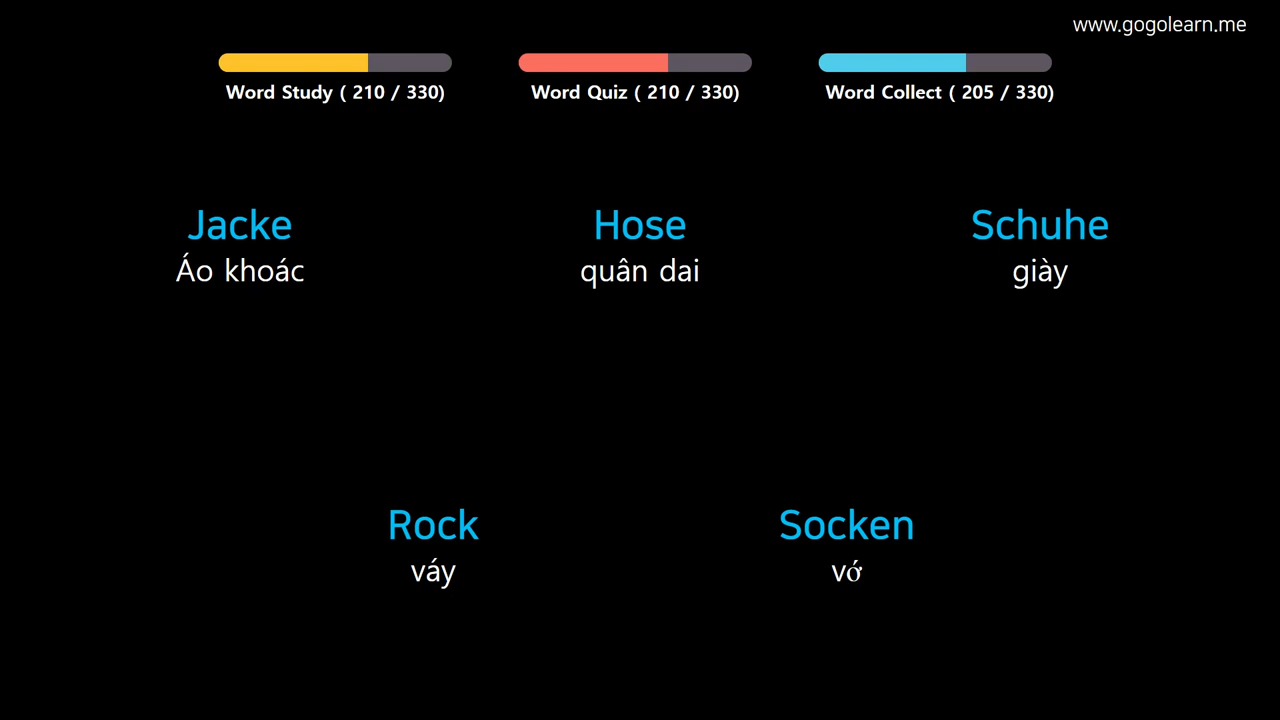 www.gogolearn.me
Word Study ( 210 / 330)
Word Quiz ( 210 / 330)
Word Collect ( 205 / 330)
Jacke
Áo khoác
Hose
quân dai
Schuhe
giày
Rock
váy
Socken
vớ